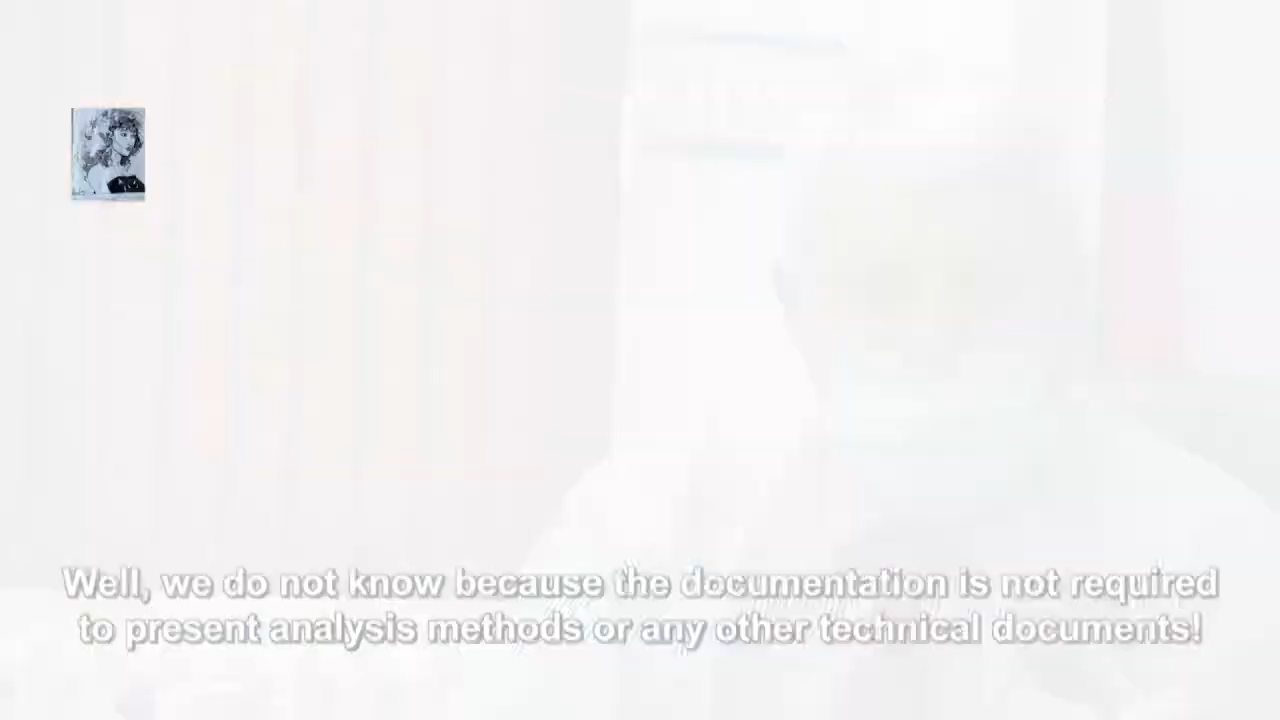 Well, we do not know because the documentation is not required
to present analysis methods or any other technical documents!